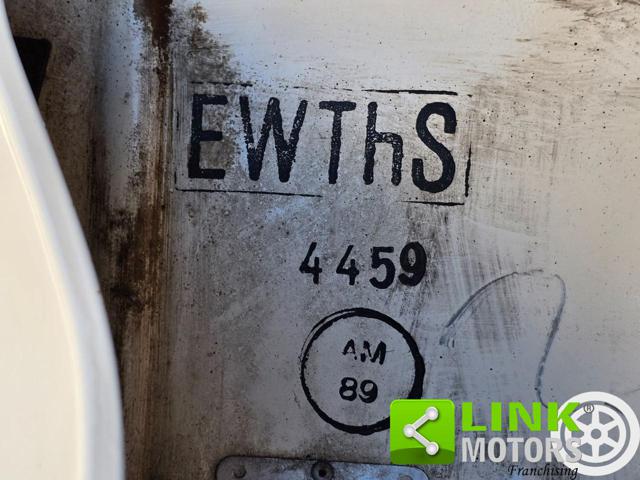 EWThS
4459
AM
89
LINK
MOTORS
®
Franchising